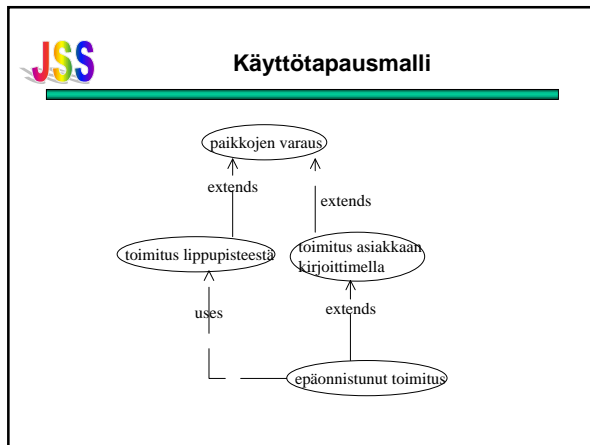 JSS
Käyttötapausmalli
paikkojen varaus
extends
extends
toimitus lippupisteestä
toimitus asiakkaan
kirjoittimella
uses
extends
epäonnistunut toimitus